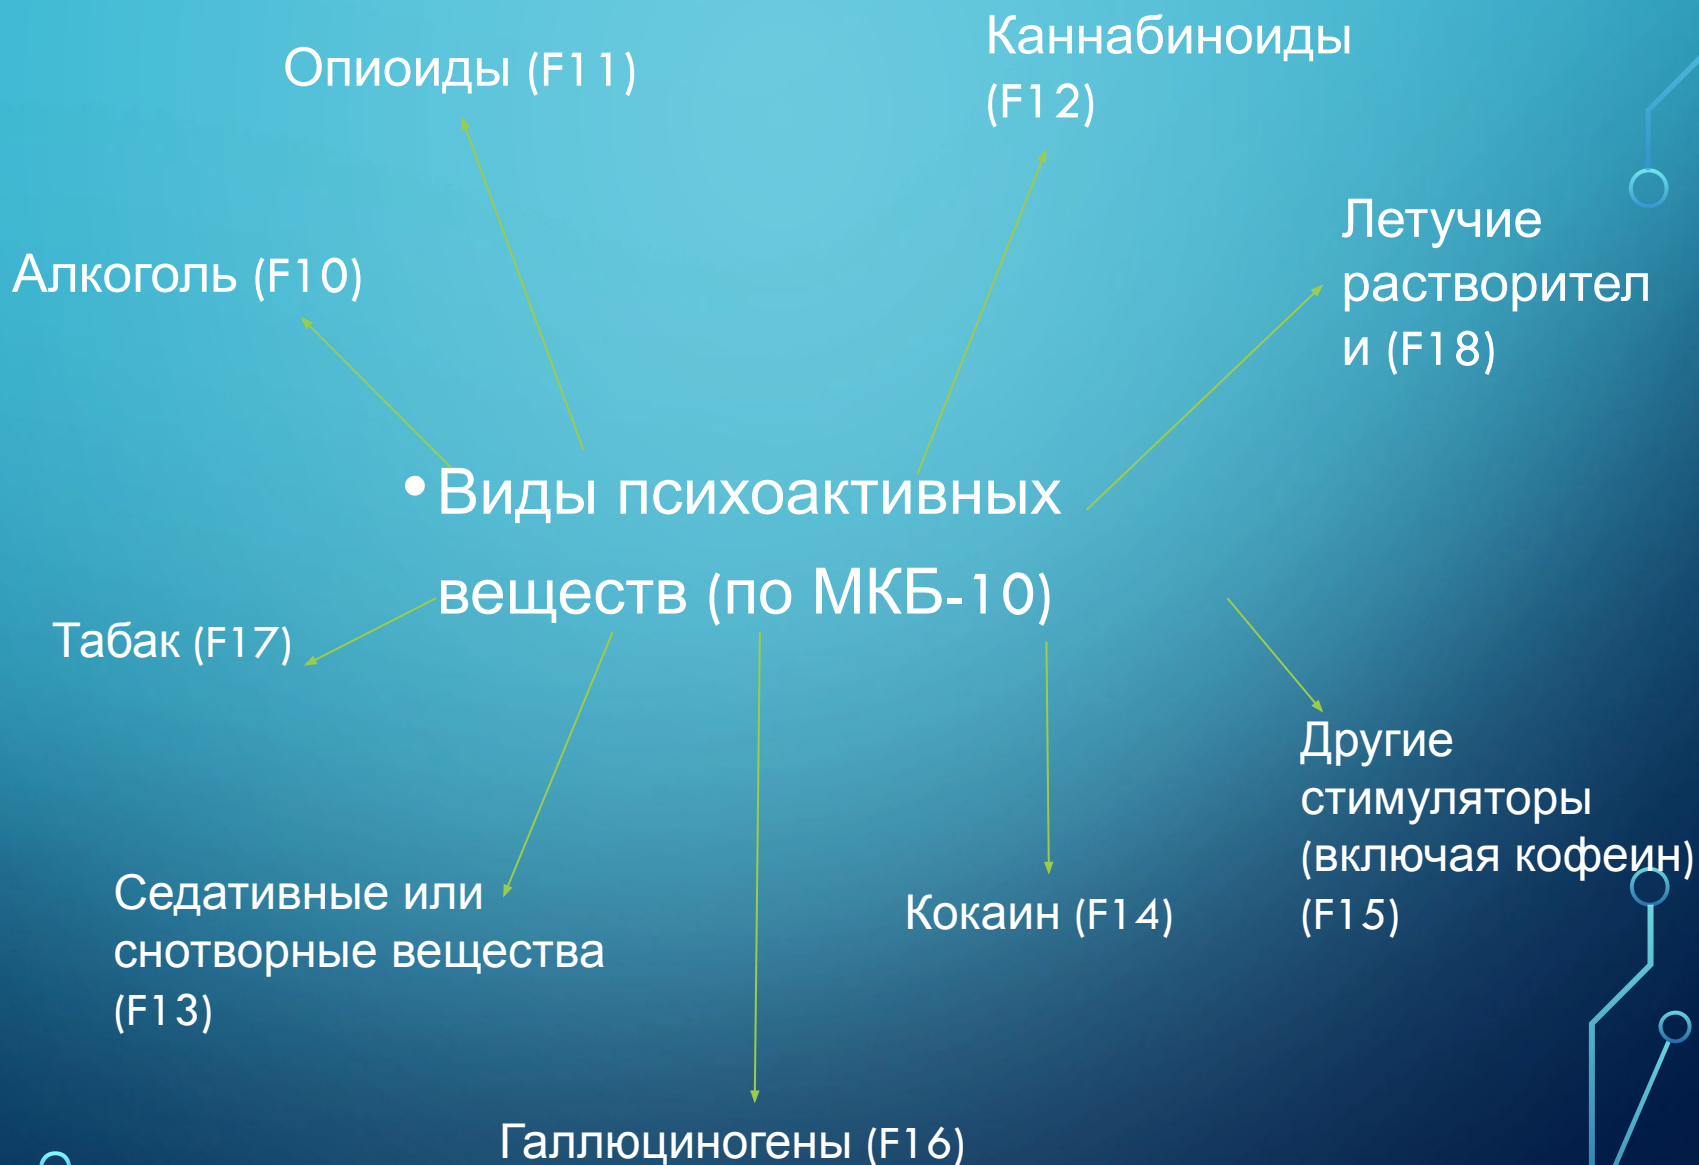 Опиоиды (F11)
Каннабиноиды
(F12)
Летучие
растворител
и (F18)
Алкоголь (F10)
•Виды психоактивных
веществ (по МКБ-10)
Табак (F17)
Другие
стимуляторы
(включая кофеин)
(F15)
Седативные или
снотворные вещества
(F13)
Кокаин (F14)
Галлюциногены (F16)